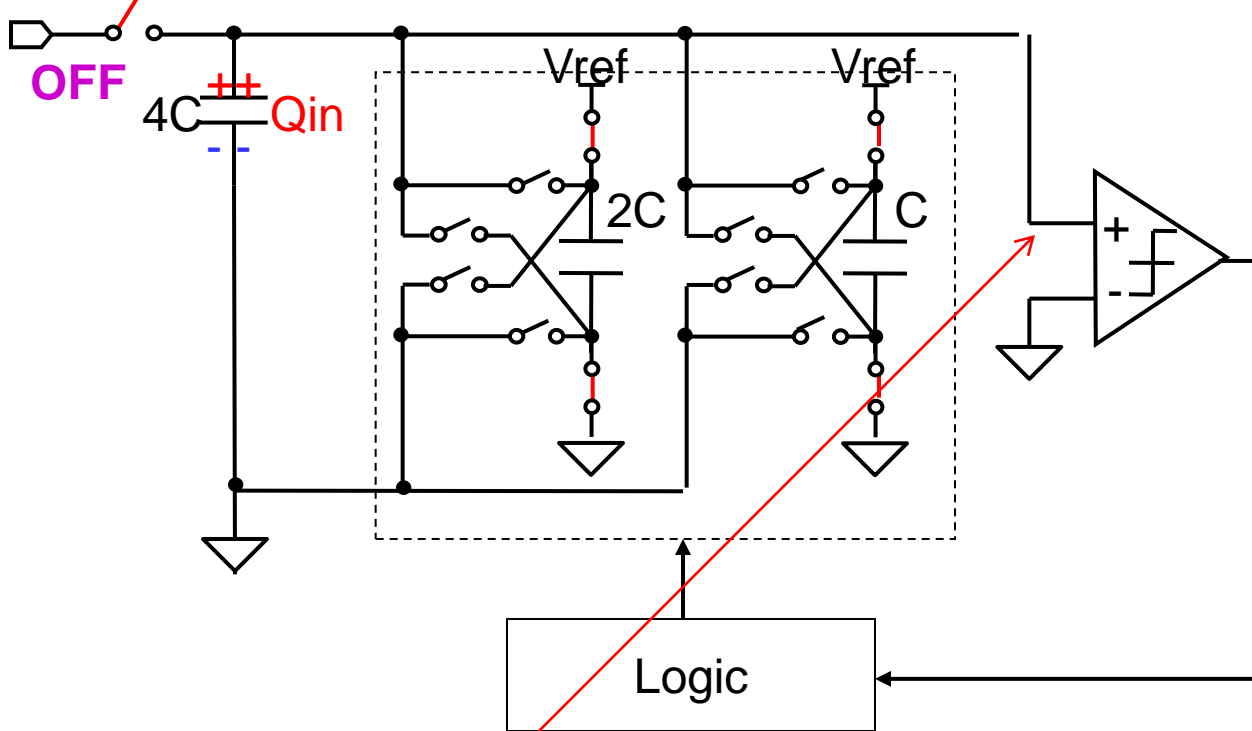 Vref Vref
OFF
++
4C Qin
- -
2C C
+
-
Logic